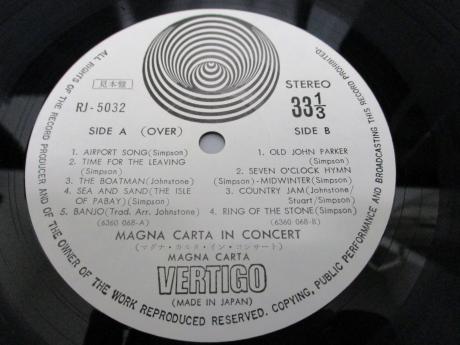 ALL RIGHTS OF THE RECORD PRODUCER AND OF THE OWNER OF THE WORK REPRODUCED RESERVED. COPYING, PUBLIC PERFORMANCE AND BROADCASTING THIS RECORD PROHIBITED.
見本盤
STEREO
RJ-5032
33 1/3
SIDE A (OVER)
SIDE B
1. AIRPORT SONG(Simpson)
2. TIME FOR THE LEAVING
(Simpson)
3. THE BOATMAN(Johnstone)
4. SEA AND SAND(THE ISLE
OF PABAY)(Simpson)
5. BANJO(Trad. Arr. Johnstone)
(6360 068-A)
1. OLD JOHN PARKER
(Simpson)
2. SEVEN O'CLOCK HYMN
(Simpson)-MIDWINTER(Simpson)
3. COUNTRY JAM(Johnstone/
Stuart/Simpson)
4. RING OF THE STONE(Simpson)
(6360 068-B)
MAGNA CARTA IN CONCERT
(マグナ・カルタ・イン・コンサート)
MAGNA CARTA
VERTIGO
(MADE IN JAPAN)